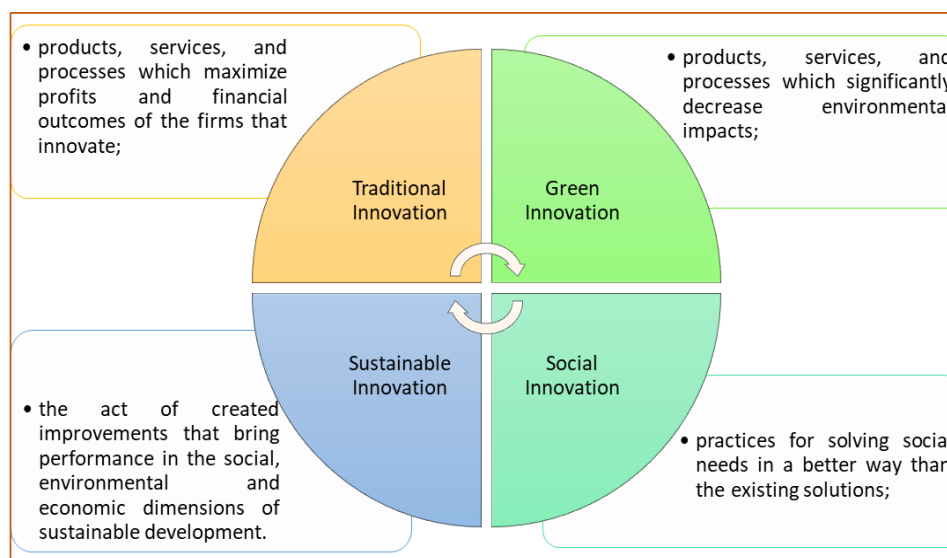 • products, services, and
processes which maximize
profits and financial
outcomes of the firms that
innovate;
• products, services, and
processes which significantly
decrease environmenta
impacts;
Traditional
Innovation
Green
Innovation
Sustainable
Innovation
Social
Innovation
• the act of created
improvements that bring
performance in the social,
environmental and
economic dimensions of
sustainable development.
• practices for solving socia
needs in a better way than
the existing solutions;